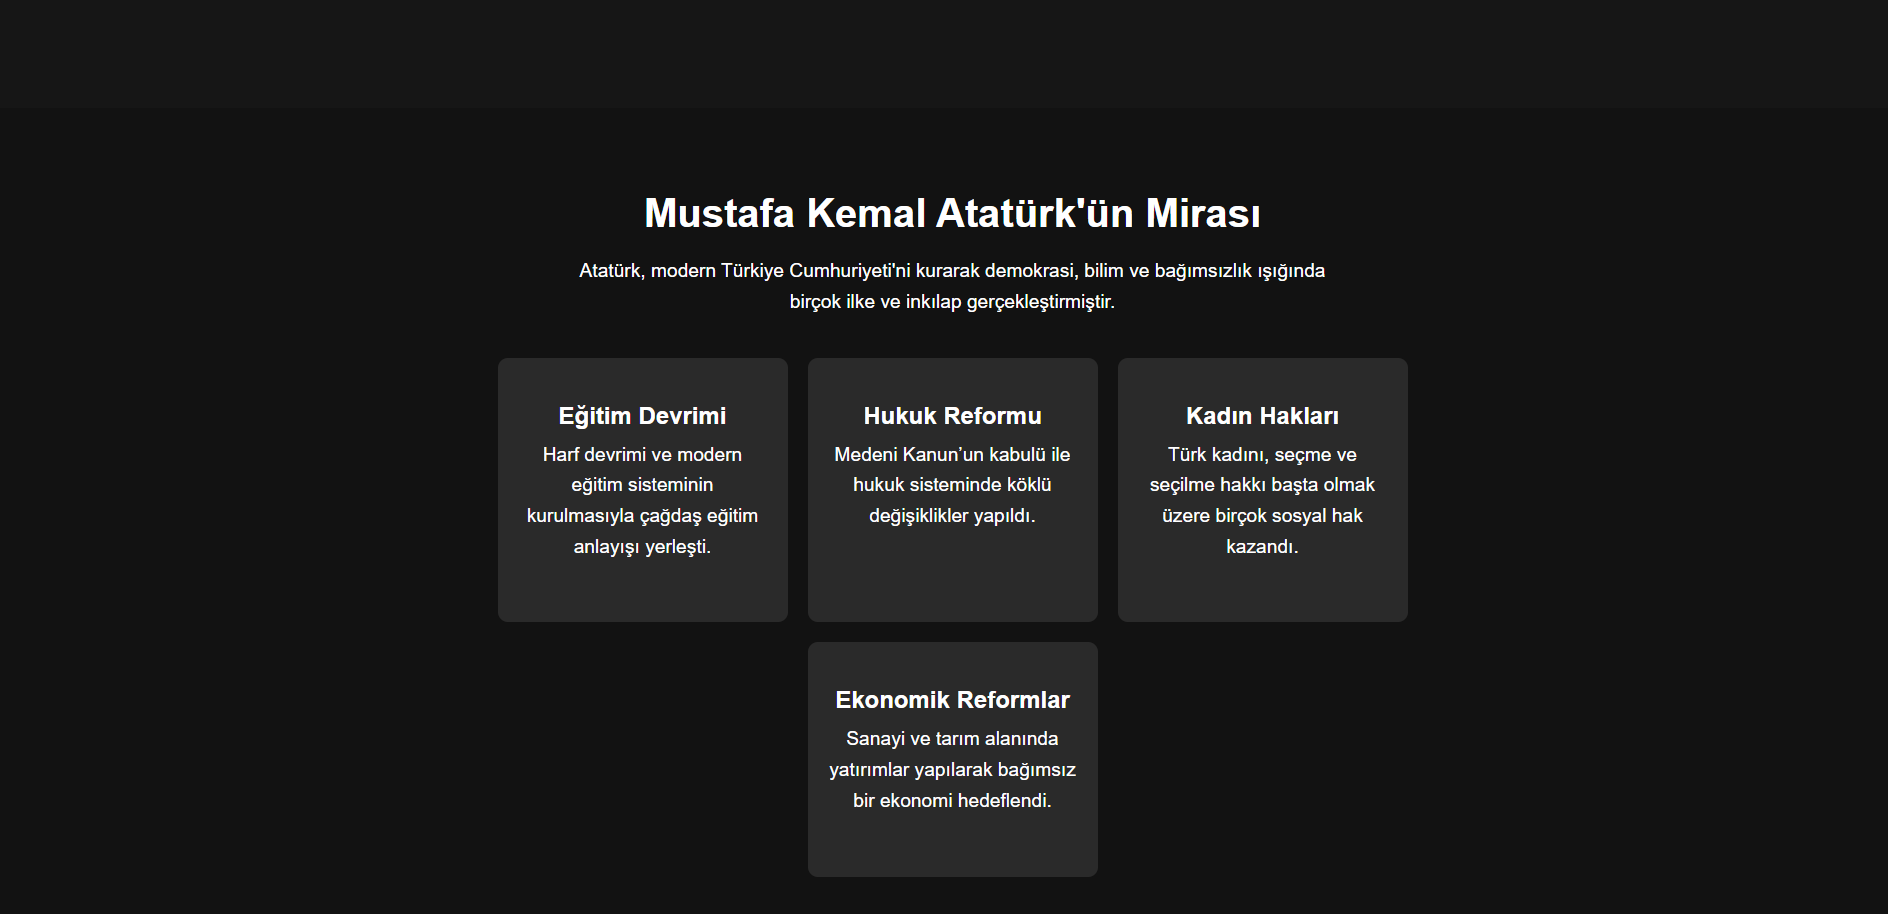 Mustafa Kemal Atatürk'ün Mirası
Atatürk, modern Türkiye Cumhuriyeti'ni kurarak demokrasi, bilim ve bağımsızlık ışığında
birçok ilke ve inkılap gerçekleştirmiştir.
Eğitim Devrimi
Harf devrimi ve modern
eğitim sisteminin
kurulmasıyla çağdaş eğitim
anlayışı yerleşti.
Hukuk Reformu
Medeni Kanun’un kabulü ile
hukuk sisteminde köklü
değişiklikler yapıldı.
Kadın Hakları
Türk kadını, seçme ve
seçilme hakkı başta olmak
üzere birçok sosyal hak
kazandı.
Ekonomik Reformlar
Sanayi ve tarım alanında
yatırımlar yapılarak bağımsız
bir ekonomi hedeflendi.